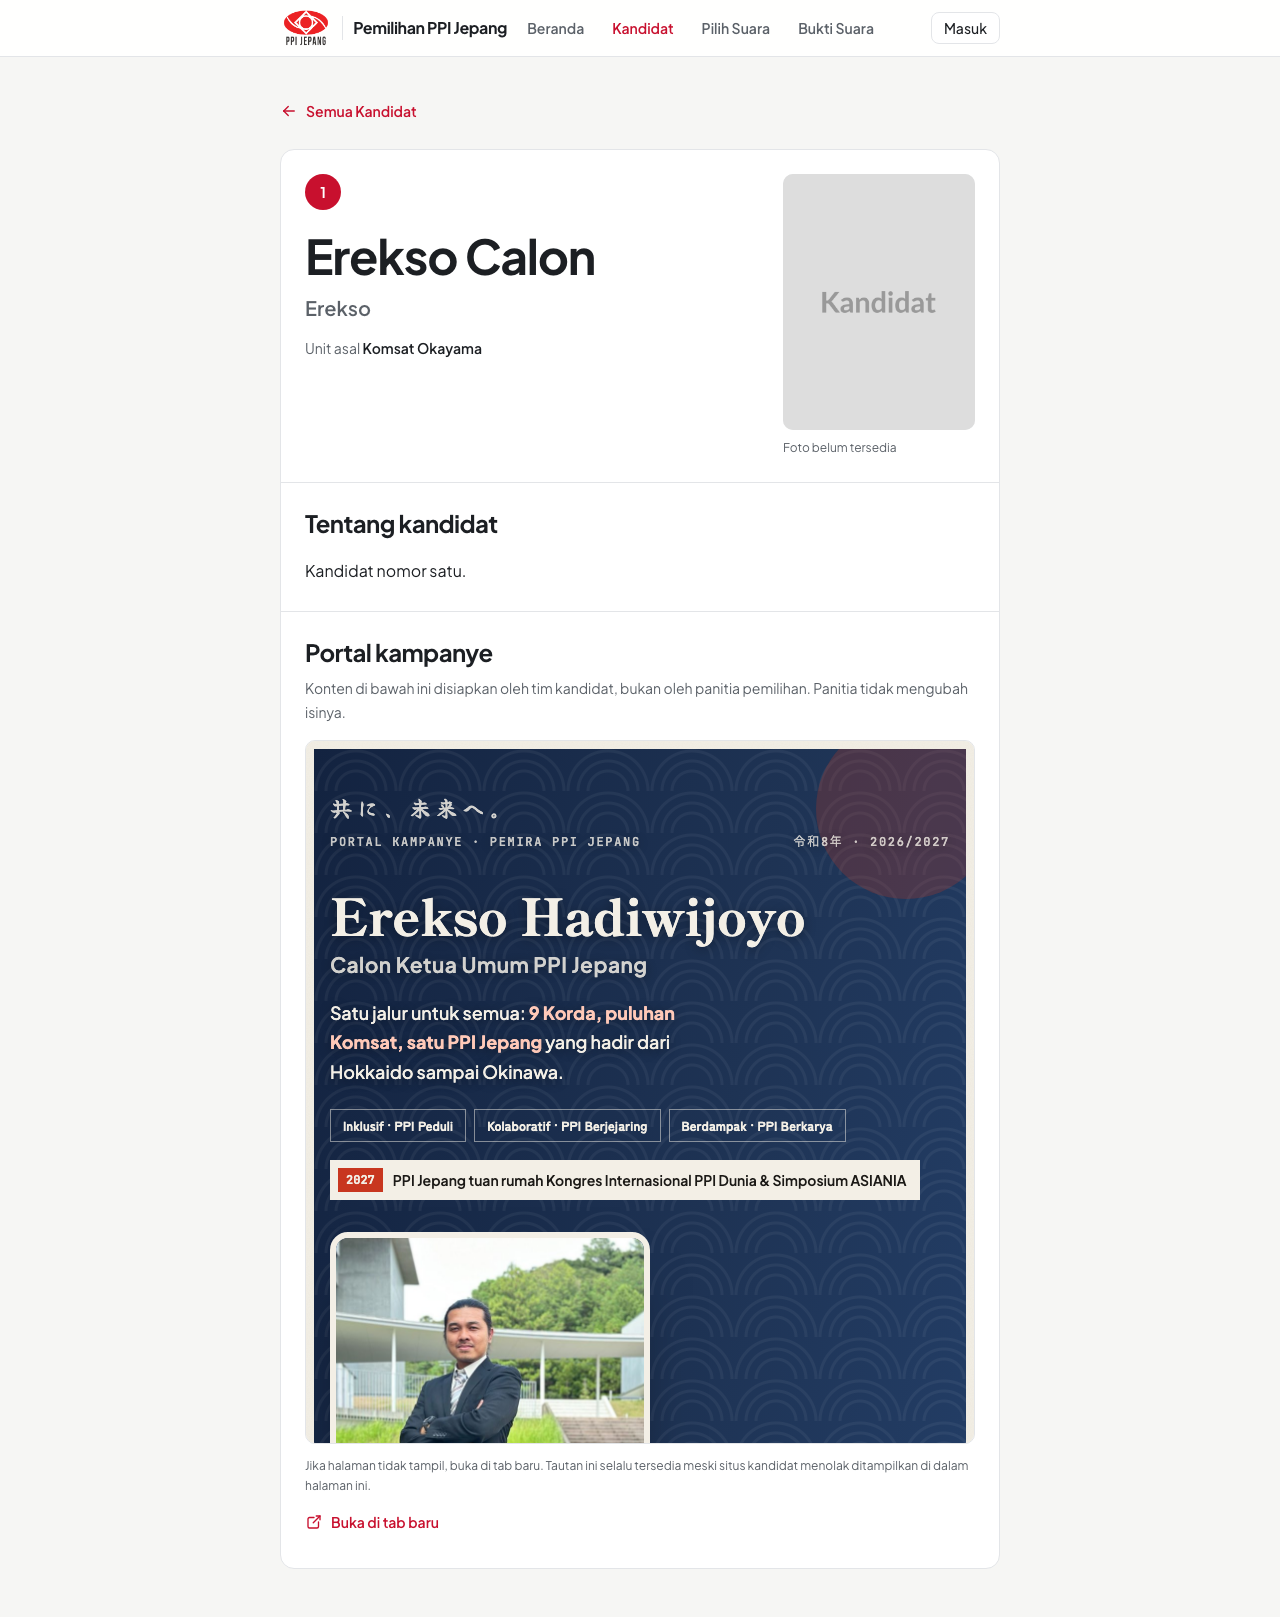 PPI JEPANG
Pemilihan PPI Jepang
Beranda
Kandidat
Pilih Suara
Bukti Suara
Masuk
Semua Kandidat
1
Erekso Calon
Erekso
Unit asal Komsat Okayama
Kandidat
Foto belum tersedia
Tentang kandidat
Kandidat nomor satu.
Portal kampanye
Konten di bawah ini disiapkan oleh tim kandidat, bukan oleh panitia pemilihan. Panitia tidak mengubah
isinya.
共に、未来へ。
PORTAL KAMPANYE · PEMIRA PPI JEPANG
令和8年 · 2026/2027
Erekso Hadiwijoyo
Calon Ketua Umum PPI Jepang
Satu jalur untuk semua: 9 Korda, puluhan
Komsat, satu PPI Jepang yang hadir dari
Hokkaido sampai Okinawa.
Inklusif · PPI Peduli
Kolaboratif · PPI Berjejaring
Berdampak · PPI Berkarya
2027 PPI Jepang tuan rumah Kongres Internasional PPI Dunia & Simposium ASIANIA
Jika halaman tidak tampil, buka di tab baru. Tautan ini selalu tersedia meski situs kandidat menolak ditampilkan di dalam
halaman ini.
Buka di tab baru